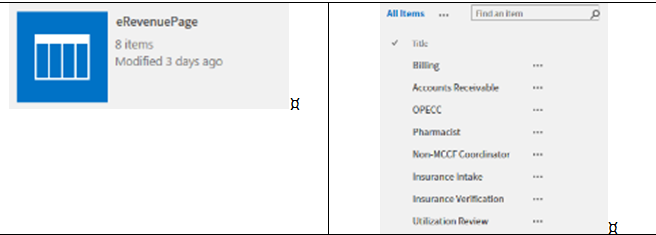 eRevenuePage
8 items
Modified 3 days ago
¤
All Items ... Find an item
✓ Title
Billing ...
Accounts Receivable ...
OPECC ...
Pharmacist ...
Non-MCCF Coordinator ...
Insurance Intake ...
Insurance Verification ...
Utilization Review ...
¤